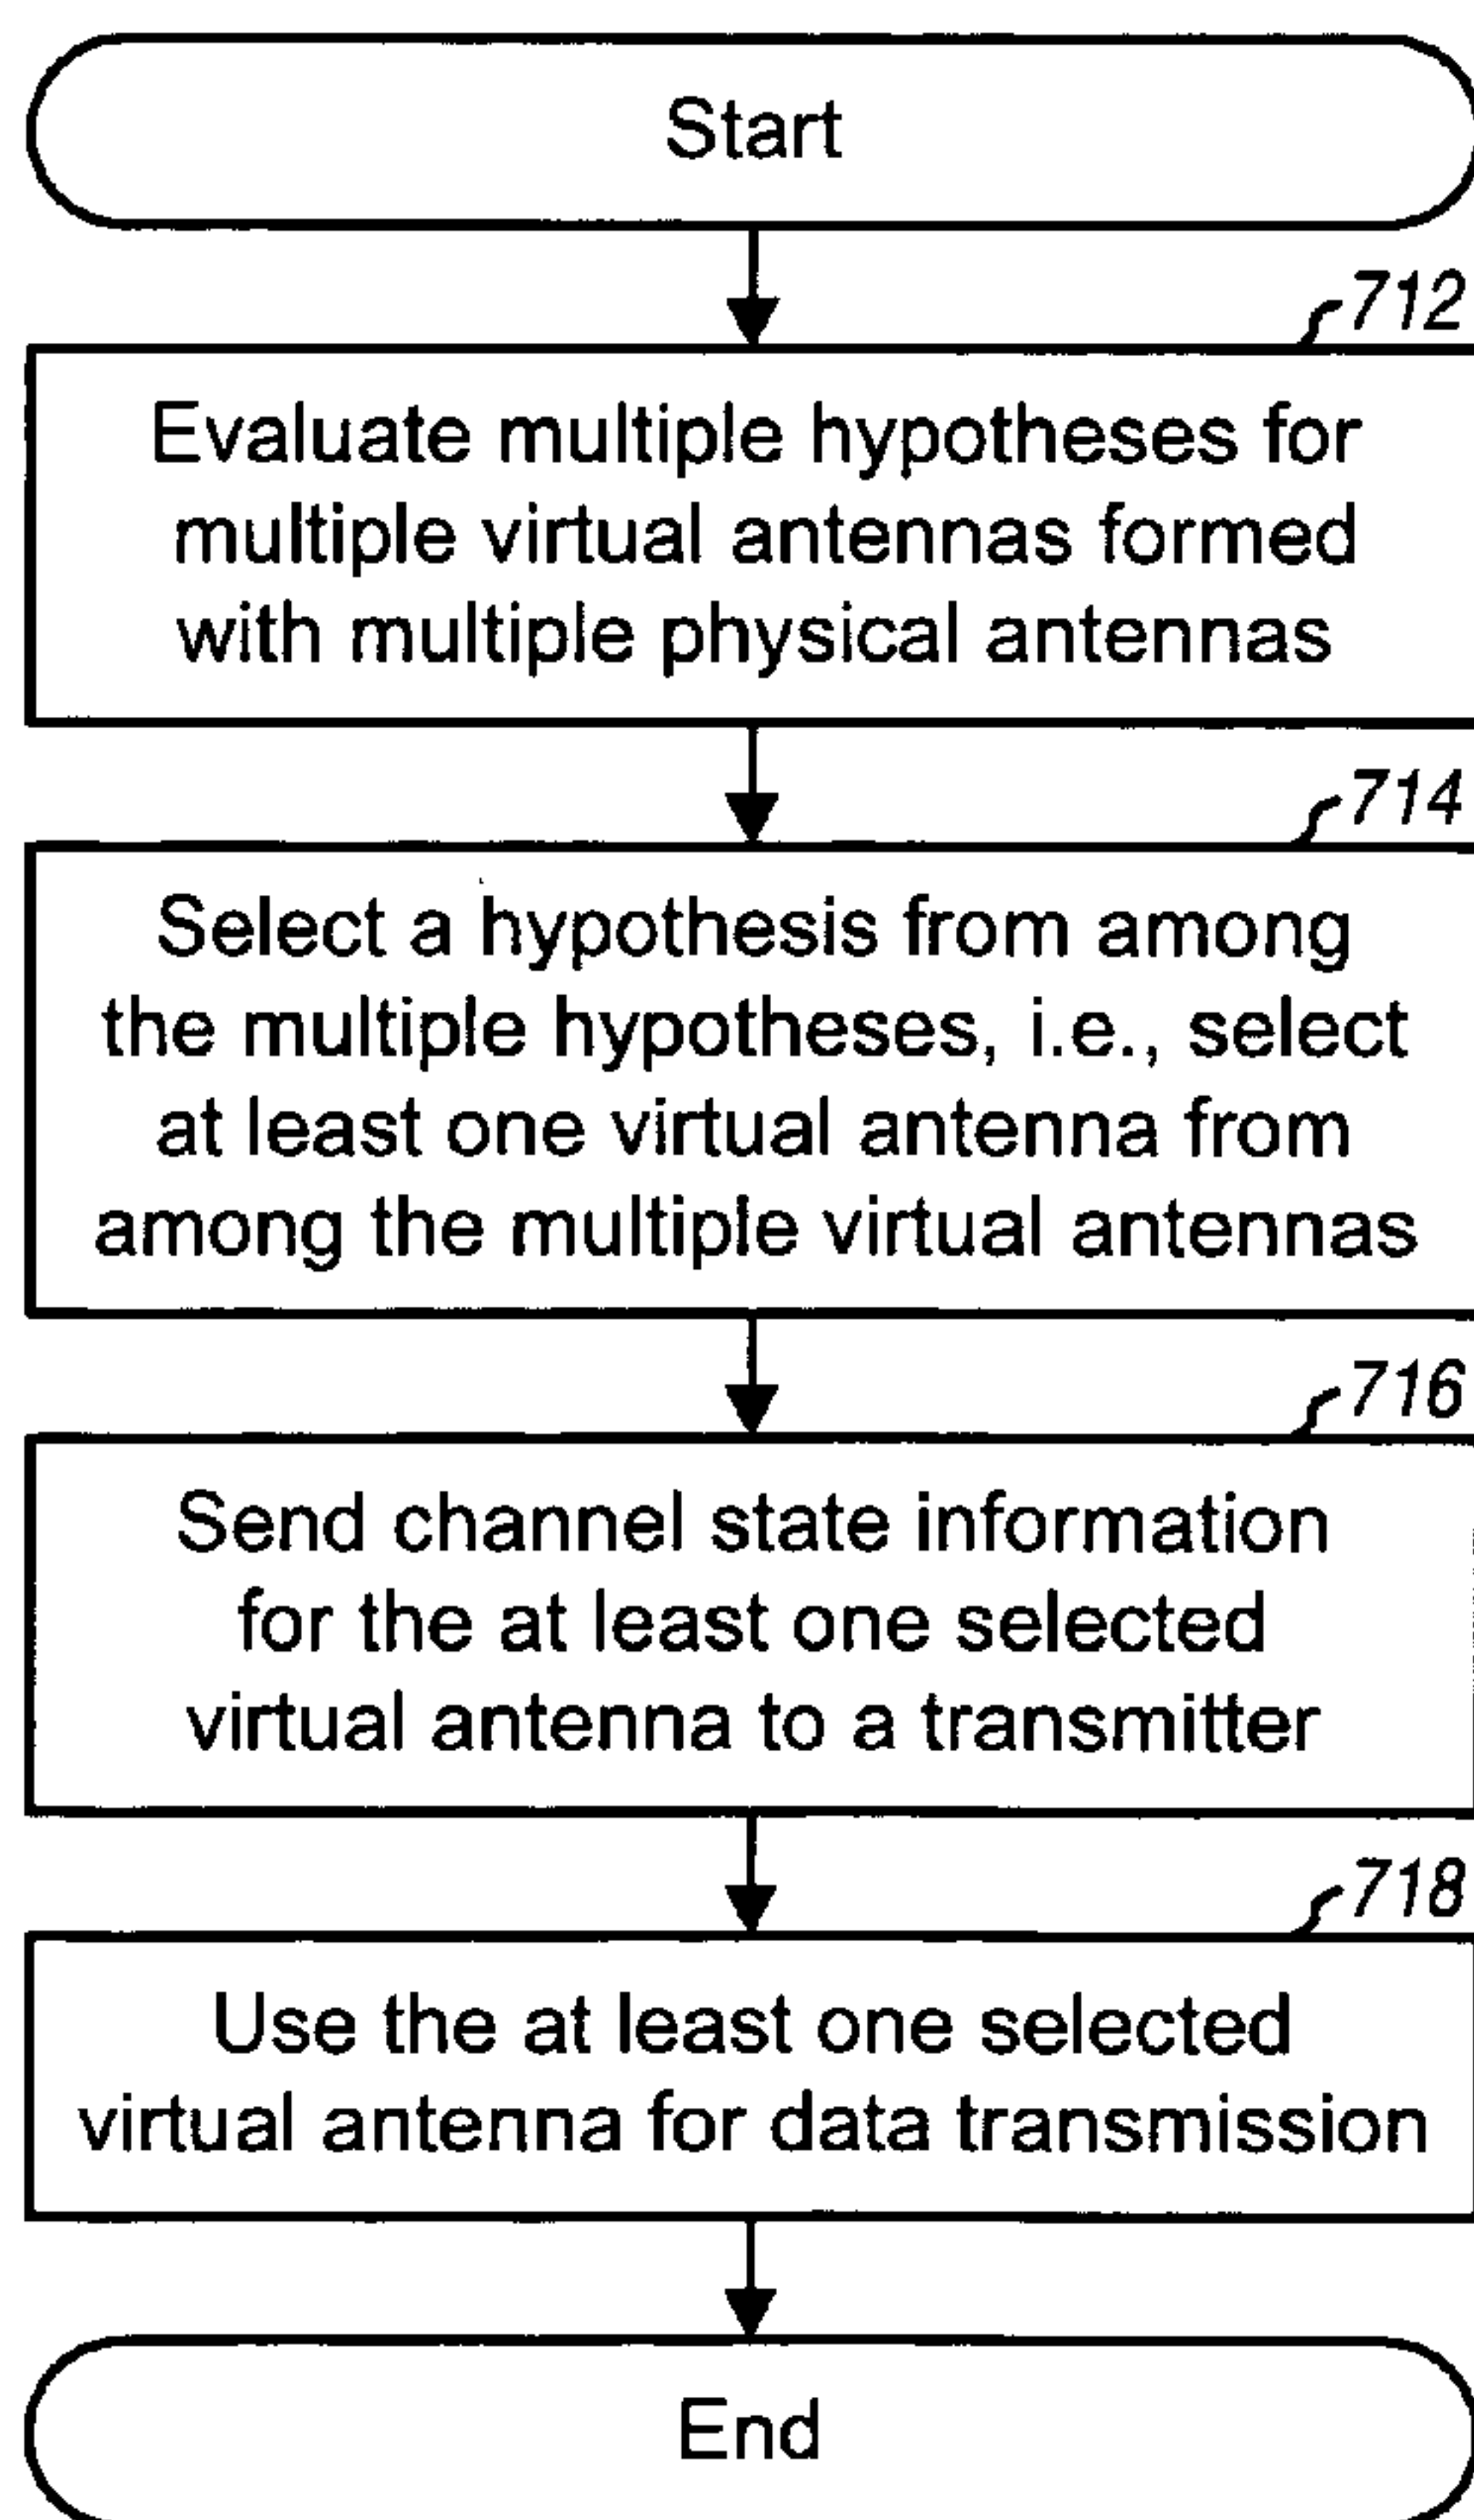 Start
712
Evaluate multiple hypotheses for
multiple virtual antennas formed
with multiple physical antennas
714
Select a hypothesis from among
the multiple hypotheses, i.e., select
at least one virtual antenna from
among the multiple virtual antennas
716
Send channel state information
for the at least one selected
virtual antenna to a transmitter
718
Use the at least one selected
virtual antenna for data transmission
End